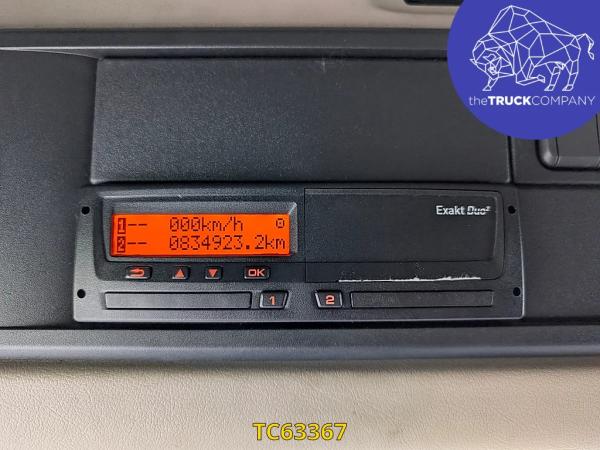 theTRUCKCOMPANY
Exakt Duo²
1-- 000km/h
2-- 0834923.2km
OK
1 2
TC63367